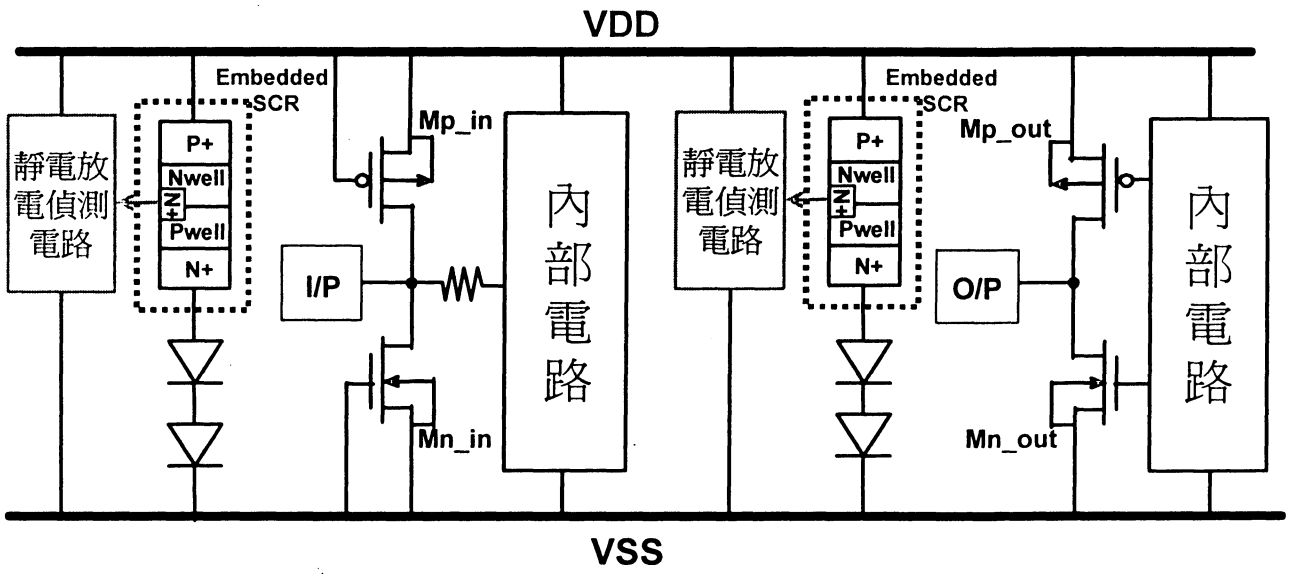 VDD
Embedded
SCR
靜電放
電偵測
電路
P+
Nwell
N+
Pwell
N+
Mp_in
I/P
Mn_in
內部電路
Embedded
SCR
靜電放
電偵測
電路
P+
Nwell
N+
Pwell
N+
Mp_out
O/P
Mn_out
內部電路
VSS